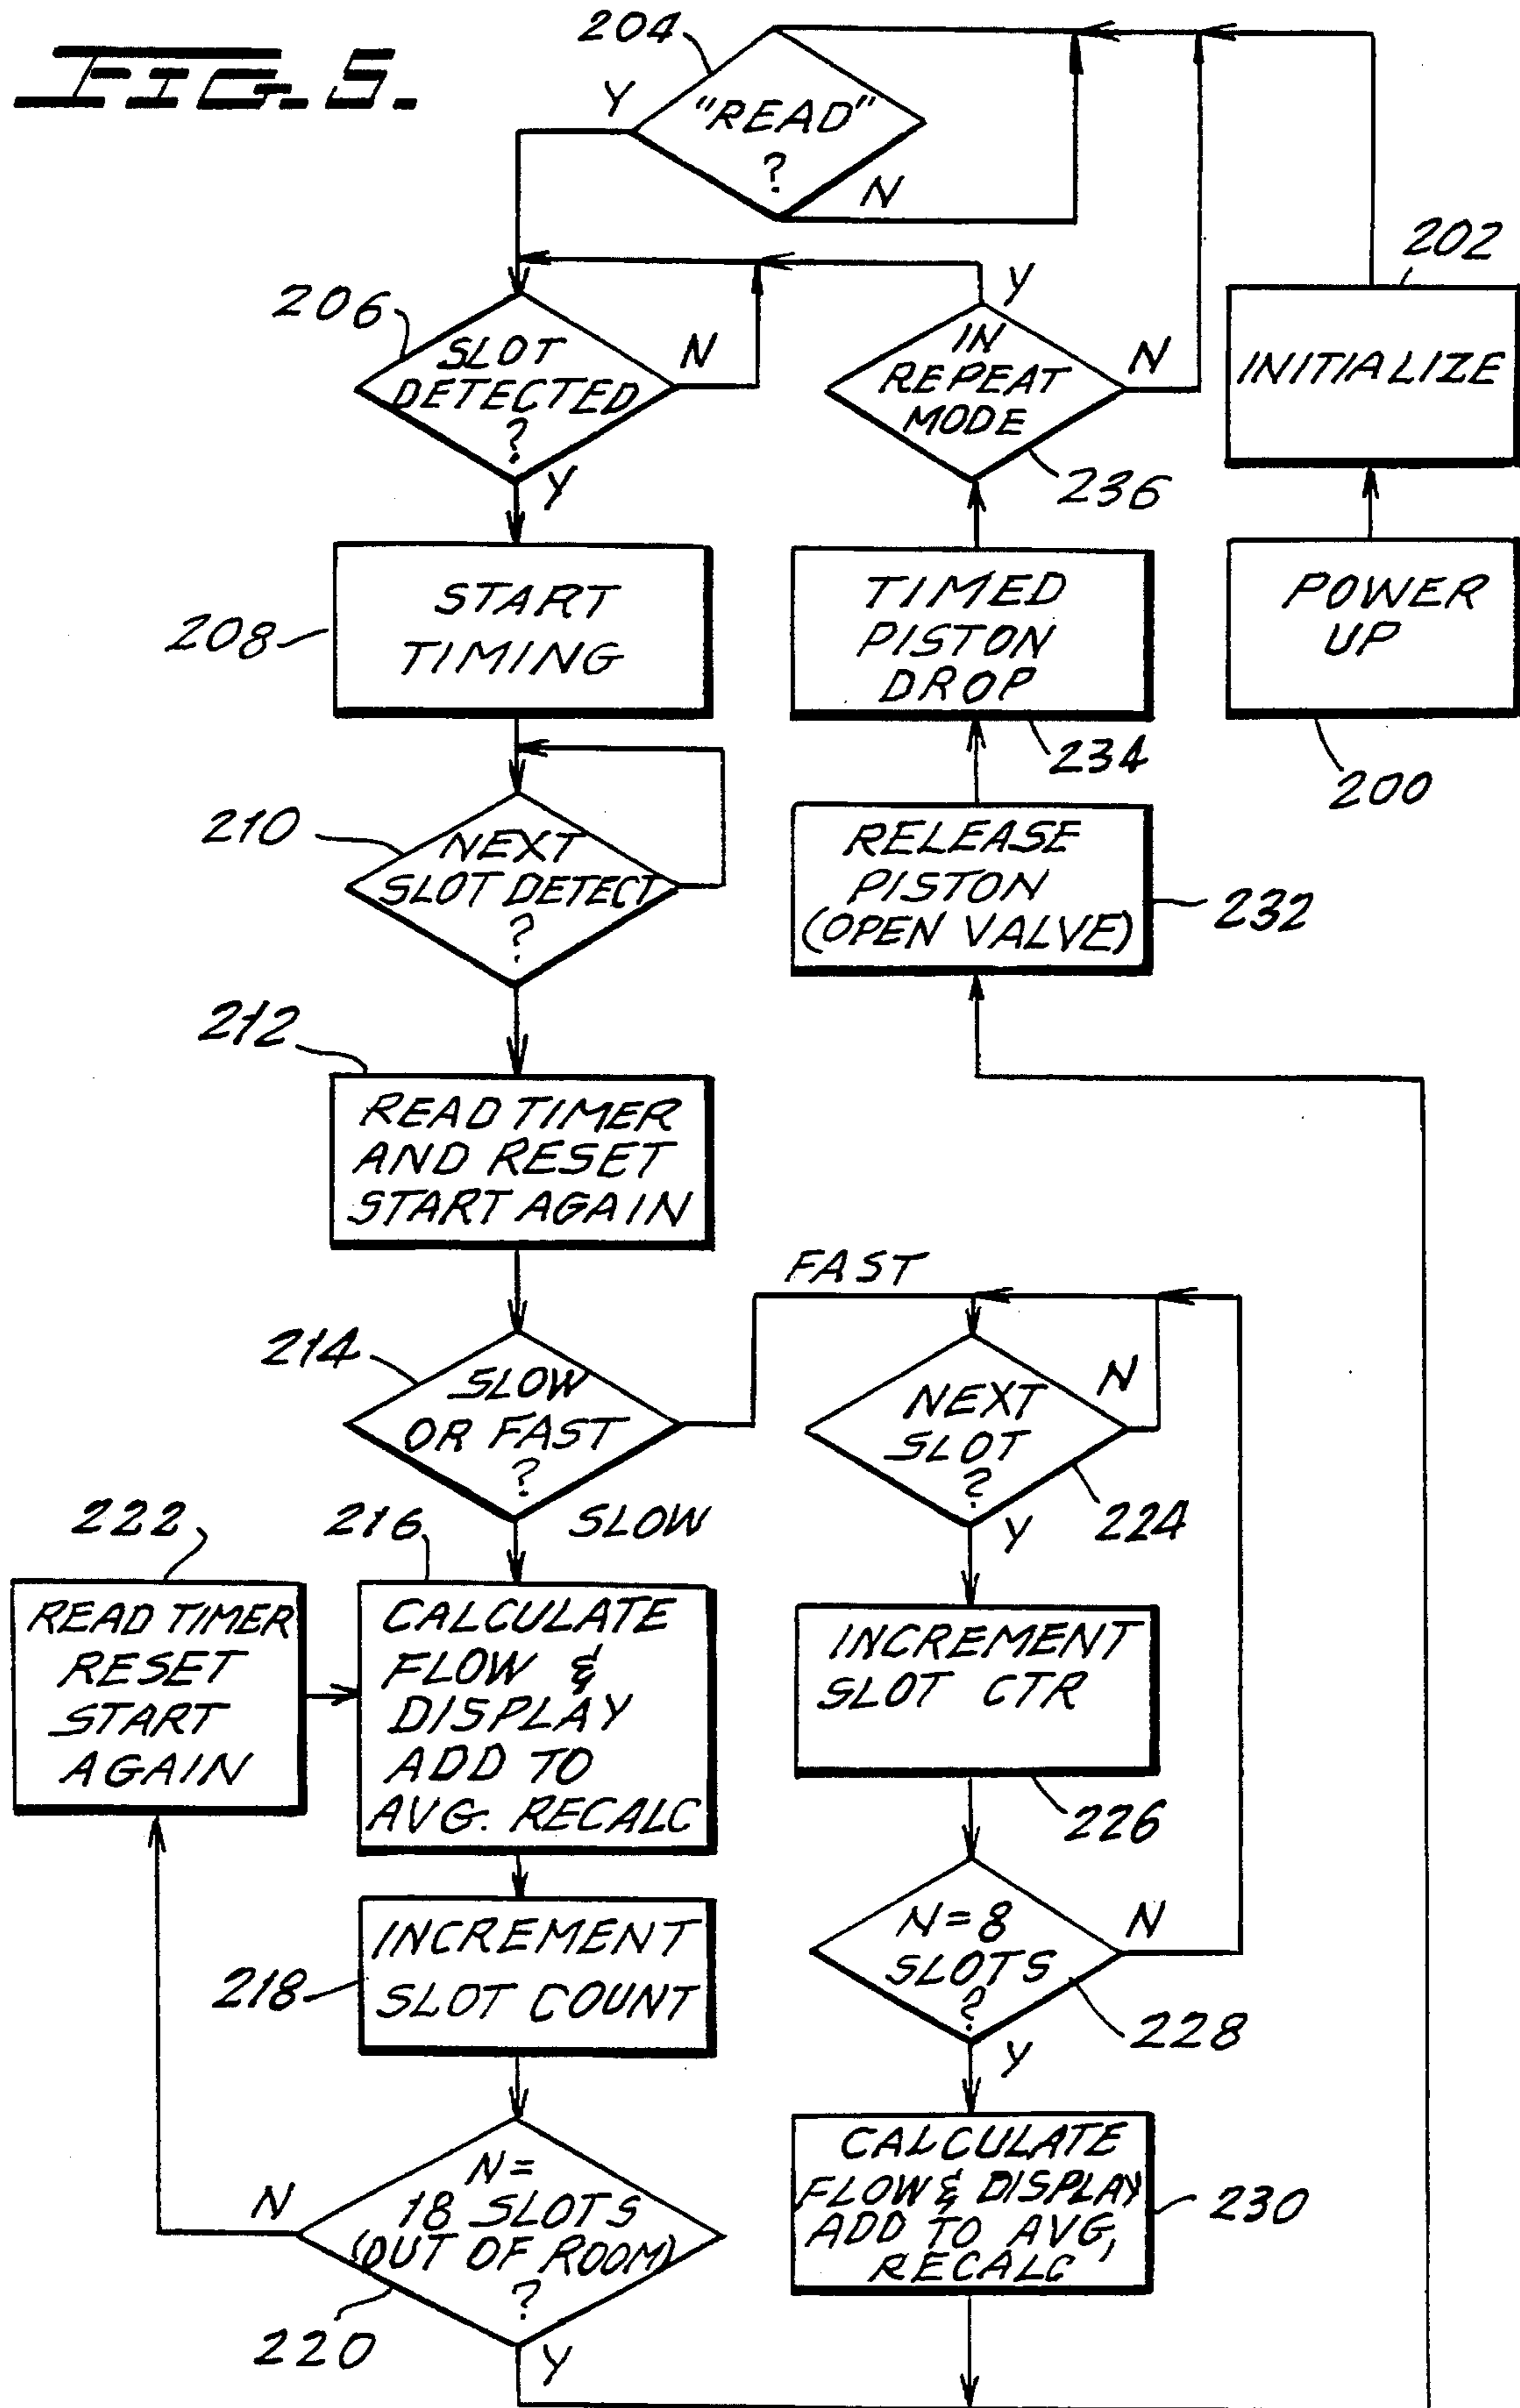 FIG. 5.
204
"READ"
?
Y
N
202
INITIALIZE
POWER
UP
200
206
SLOT
DETECTED
?
N
Y
IN
REPEAT
MODE
Y
N
236
208
START
TIMING
TIMED
PISTON
DROP
234
210
NEXT
SLOT DETECT
?
RELEASE
PISTON
(OPEN VALVE)
232
212
READ TIMER
AND RESET
START AGAIN
214
SLOW
OR FAST
?
FAST
SLOW
NEXT
SLOT
?
N
Y
224
222
READ TIMER
RESET
START
AGAIN
216
CALCULATE
FLOW &
DISPLAY
ADD TO
AVG. RECALC
INCREMENT
SLOT CTR
226
218
INCREMENT
SLOT COUNT
N=8
SLOTS
?
N
Y
228
N=
18 SLOTS
(OUT OF ROOM)
?
N
Y
220
CALCULATE
FLOW & DISPLAY
ADD TO AVG,
RECALC
230